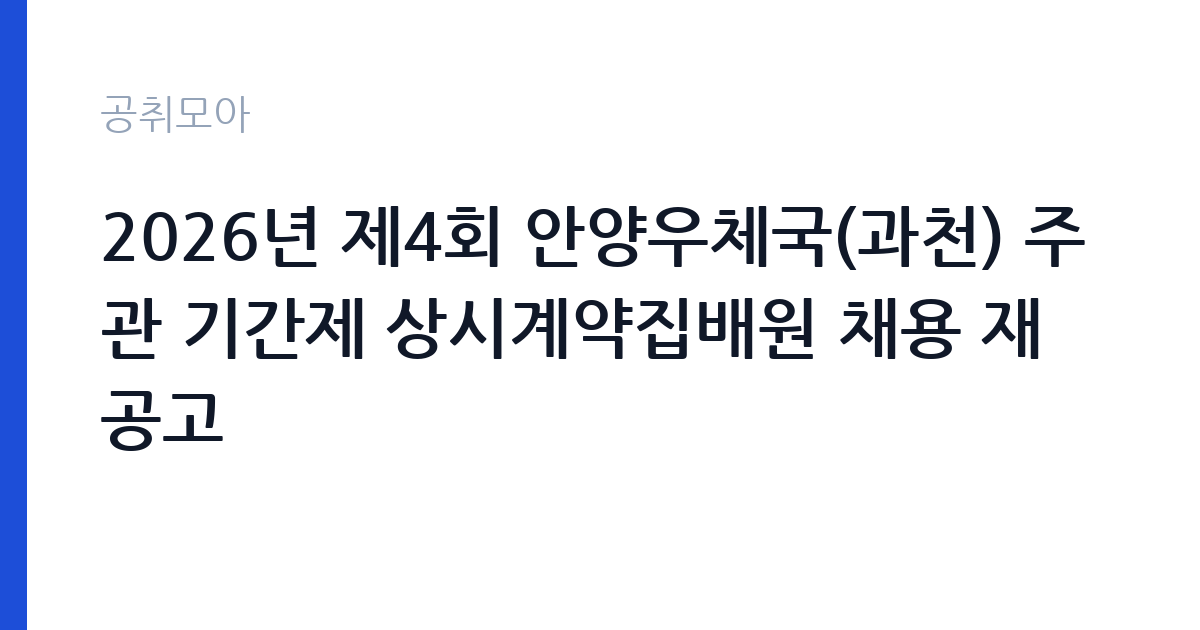 공취모아
2026년 제4회 안양우체국(과천) 주
관 기간제 상시계약집배원 채용 재
공고